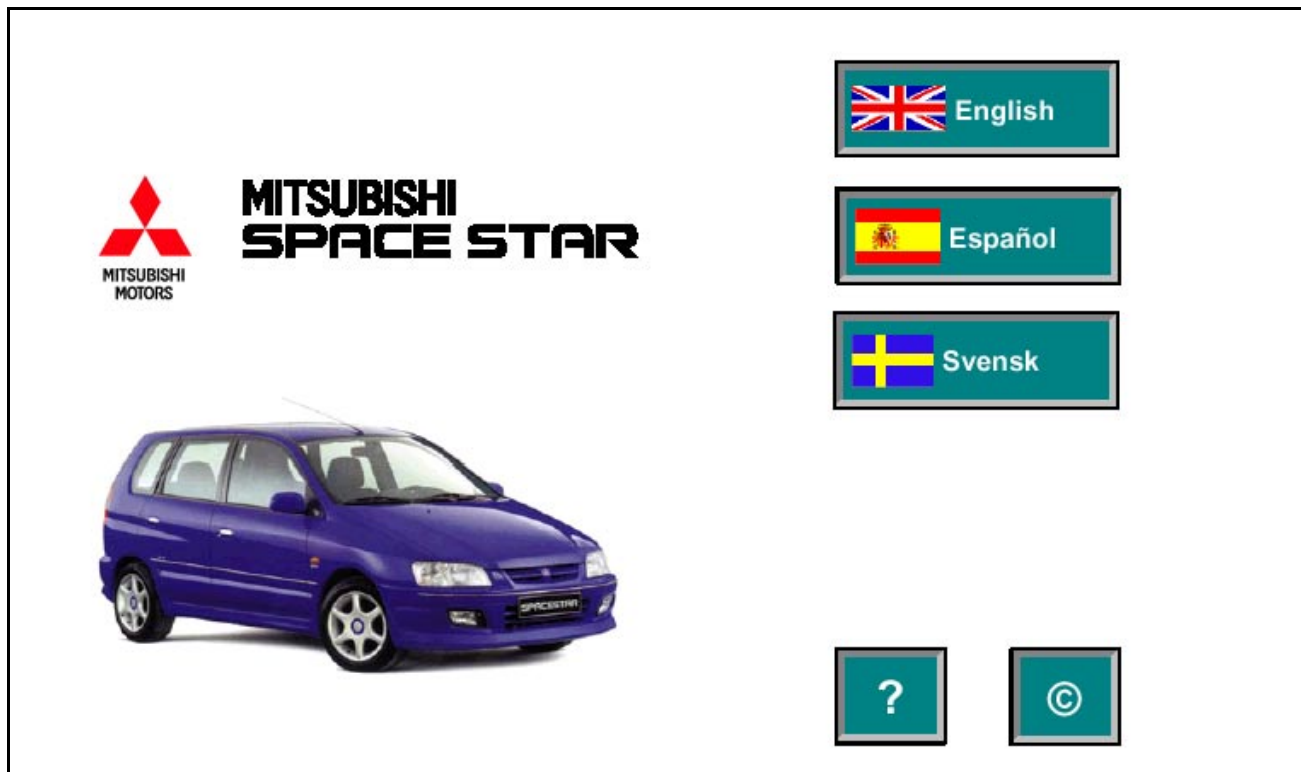 MITSUBISHI
MOTORS
MITSUBISHI
SPACE STAR
SPACESTAR
English
Español
Svensk
?
©